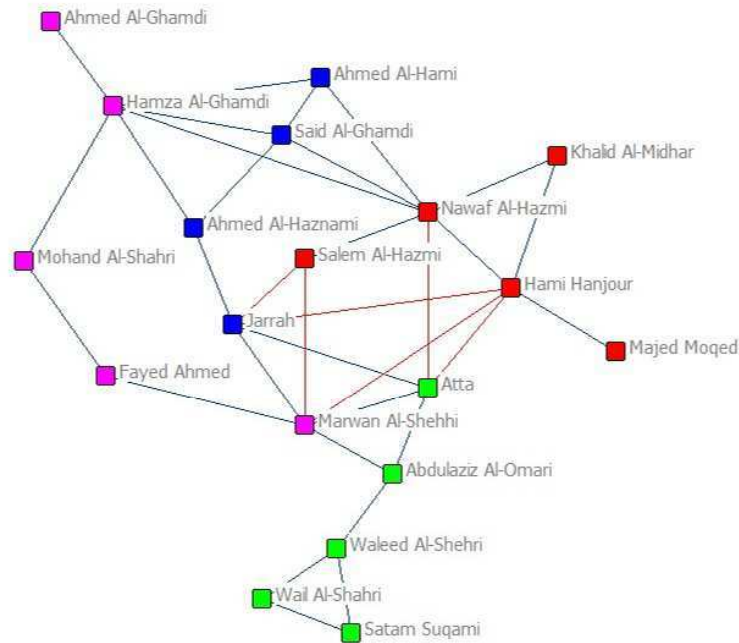 Ahmed Al-Ghamdi
Ahmed Al-Hami
Hamza Al-Ghamdi
Said Al-Ghamdi
Khalid Al-Midhar
Nawaf Al-Hazmi
Ahmed Al-Haznami
Salem Al-Hazmi
Mohand Al-Shahri
Hami Hanjour
Jarrah
Majed Moqed
Fayed Ahmed
Atta
Marwan Al-Shehhi
Abdulaziz Al-Omari
Waleed Al-Shehri
Wail Al-Shahri
Satam Suqami